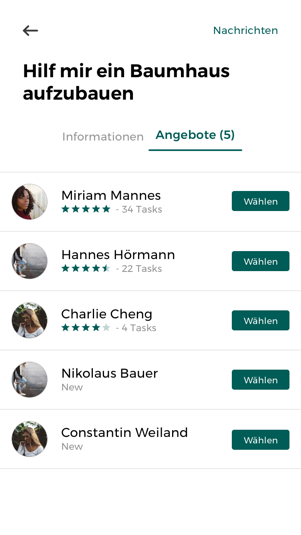 Nachrichten
Hilf mir ein Baumhaus
aufzubauen
Informationen
Angebote (5)
Miriam Mannes
- 34 Tasks
Wählen
Hannes Hörmann
- 22 Tasks
Wählen
Charlie Cheng
- 4 Tasks
Wählen
Nikolaus Bauer
New
Wählen
Constantin Weiland
New
Wählen